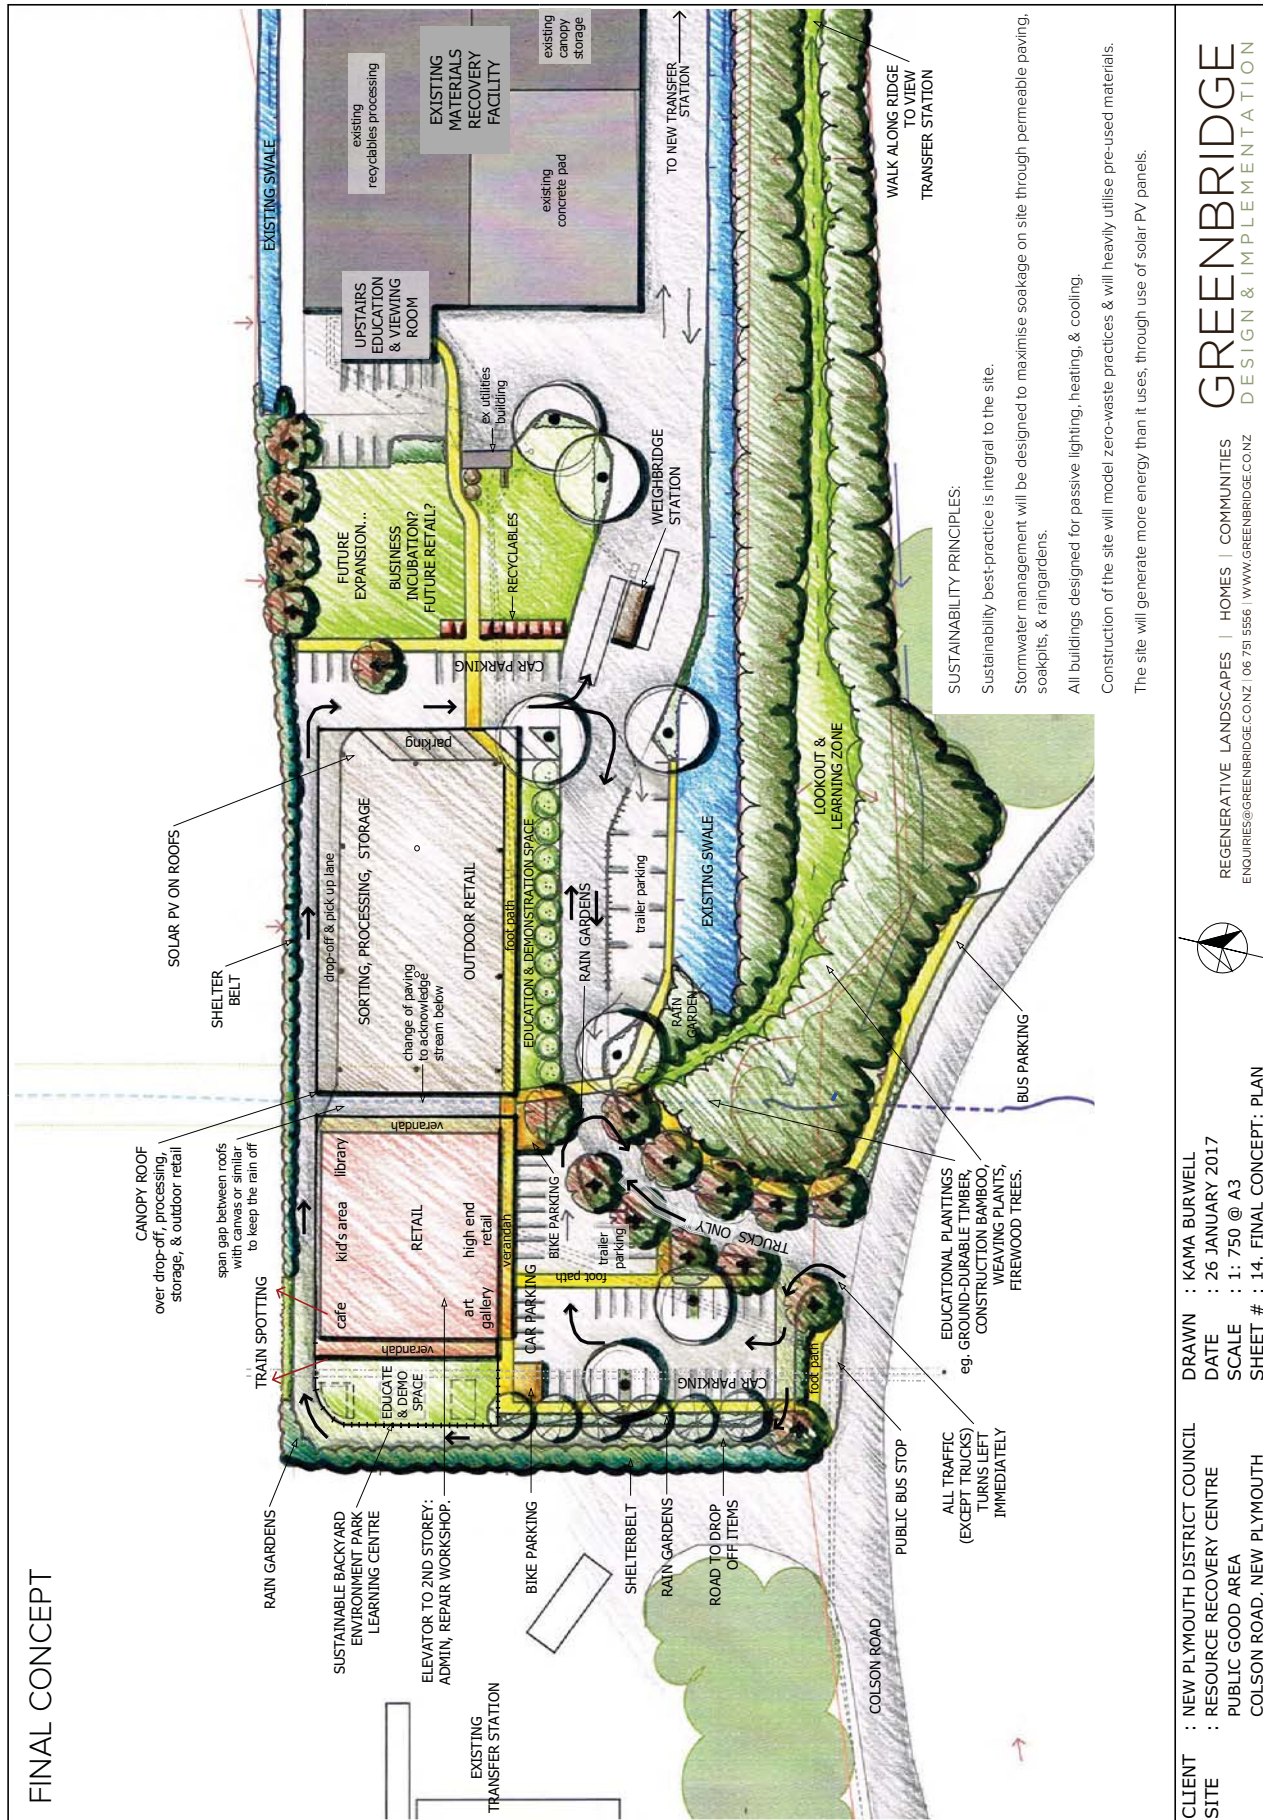 FINAL CONCEPT
EXISTING SWALE
existing
recyclables processing
EXISTING
MATERIALS
RECOVERY
FACILITY
existing
canopy
storage
existing
concrete pad
TO NEW TRANSFER
STATION
UPSTAIRS
EDUCATION
& VIEWING
ROOM
ex utilities
building
WALK ALONG RIDGE
TO VIEW
TRANSFER STATION
FUTURE
EXPANSION...
BUSINESS
INCUBATION?
FUTURE RETAIL?
RECYCLABLES
WEIGHBRIDGE
STATION
CAR PARKING
SOLAR PV ON ROOFS
SHELTER
BELT
parking
drop-off & pick up lane
SORTING, PROCESSING, STORAGE
OUTDOOR RETAIL
change of paving
to acknowledge
stream below
foot path
EDUCATION & DEMONSTRATION SPACE
RAIN GARDENS
trailer parking
EXISTING SWALE
RAIN
GARDEN
LOOKOUT &
LEARNING ZONE
CANOPY ROOF
over drop-off, processing,
storage, & outdoor retail
span gap between roofs
with canvas or similar
to keep the rain off
TRAIN SPOTTING
verandah
library
kid's area
cafe
RETAIL
high end
retail
art
gallery
verandah
verandah
BIKE PARKING
CAR PARKING
trailer
parking
foot path
TRUCKS ONLY
BUS PARKING
EDUCATIONAL PLANTINGS
eg. GROUND-DURABLE TIMBER,
CONSTRUCTION BAMBOO,
WEAVING PLANTS,
FIREWOOD TREES.
EDUCATE
& DEMO
SPACE
CAR PARKING
foot path
RAIN GARDENS
SUSTAINABLE BACKYARD
ENVIRONMENT PARK
LEARNING CENTRE
ELEVATOR TO 2ND STOREY:
ADMIN, REPAIR WORKSHOP.
BIKE PARKING
SHELTERBELT
RAIN GARDENS
ROAD TO DROP
OFF ITEMS
PUBLIC BUS STOP
ALL TRAFFIC
(EXCEPT TRUCKS)
TURNS LEFT
IMMEDIATELY
EXISTING
TRANSFER STATION
COLSON ROAD
SUSTAINABILITY PRINCIPLES:
Sustainability best-practice is integral to the site.
Stormwater management will be designed to maximise soakage on site through permeable paving,
soakpits, & raingardens.
All buildings designed for passive lighting, heating, & cooling.
Construction of the site will model zero-waste practices & will heavily utilise pre-used materials.
The site will generate more energy than it uses, through use of solar PV panels.
CLIENT : NEW PLYMOUTH DISTRICT COUNCIL
SITE : RESOURCE RECOVERY CENTRE
PUBLIC GOOD AREA
COLSON ROAD, NEW PLYMOUTH
DRAWN : KAMA BURWELL
DATE : 26 JANUARY 2017
SCALE : 1: 750 @ A3
SHEET # : 14. FINAL CONCEPT: PLAN
REGENERATIVE LANDSCAPES | HOMES | COMMUNITIES
ENQUIRIES@GREENBRIDGE.CO.NZ | 06 751 5556 | WWW.GREENBRIDGE.CO.NZ
GREENBRIDGE
DESIGN & IMPLEMENTATION